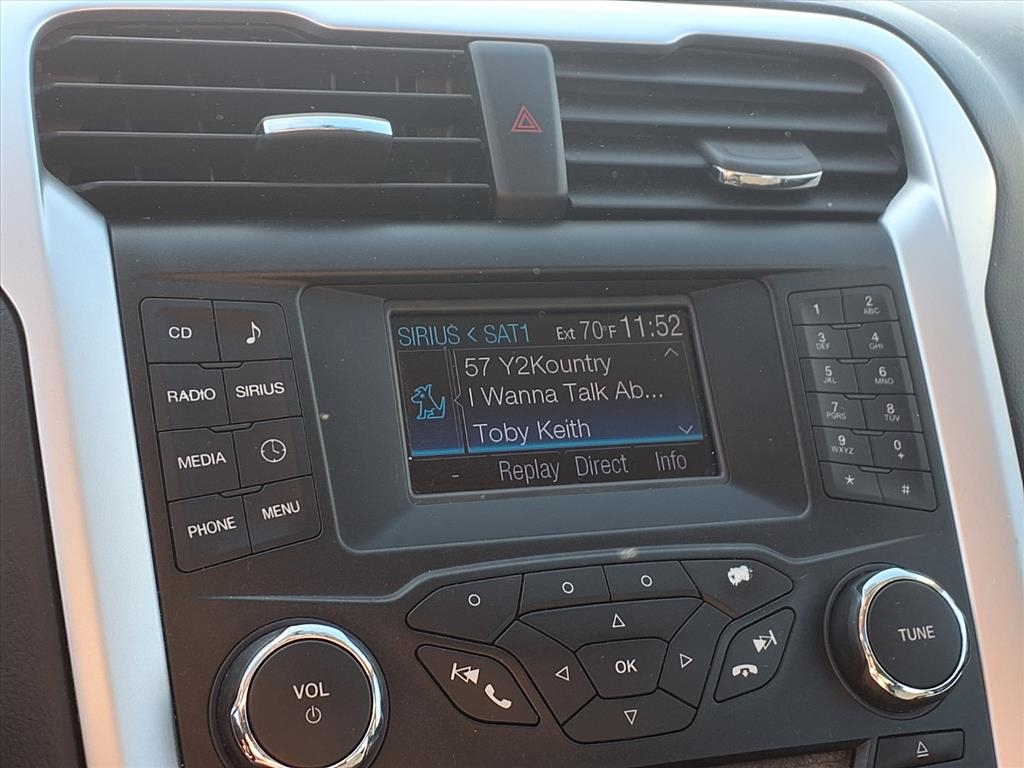 SIRIUS < SAT1 Ext 70°F 11:52
57 Y2Kountry
I Wanna Talk Ab...
Toby Keith
- Replay Direct Info
CD
RADIO SIRIUS
MEDIA
PHONE MENU
1 2 ABC
3 DEF 4 GHI
5 JKL 6 MNO
7 PQRS 8 TUV
9 WXYZ 0 +
* #
VOL
OK
TUNE